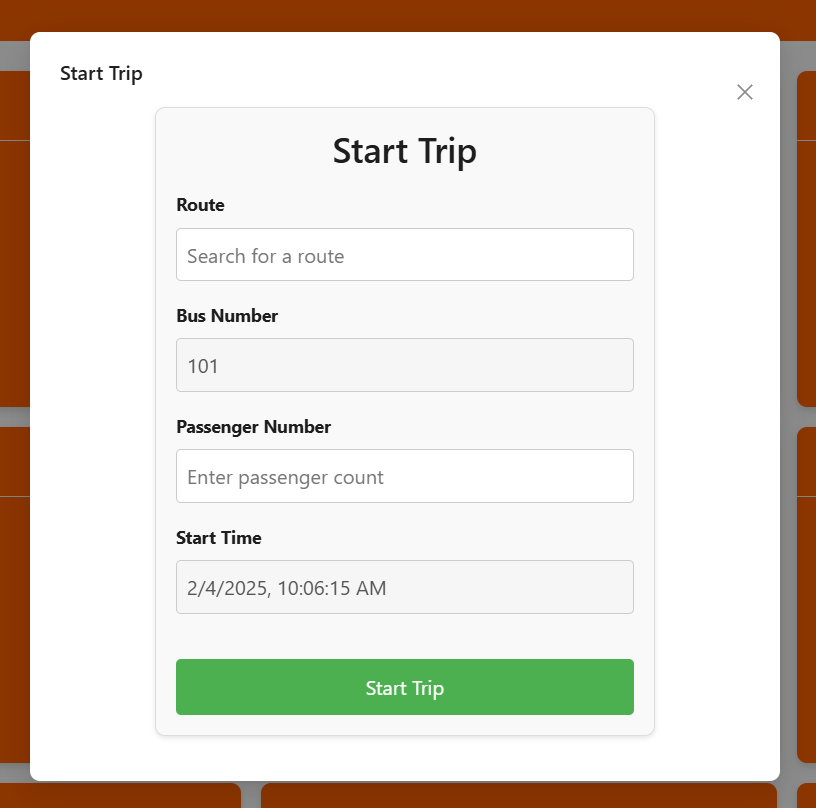 Start Trip
Start Trip
Route
Search for a route
Bus Number
101
Passenger Number
Enter passenger count
Start Time
2/4/2025, 10:06:15 AM
Start Trip